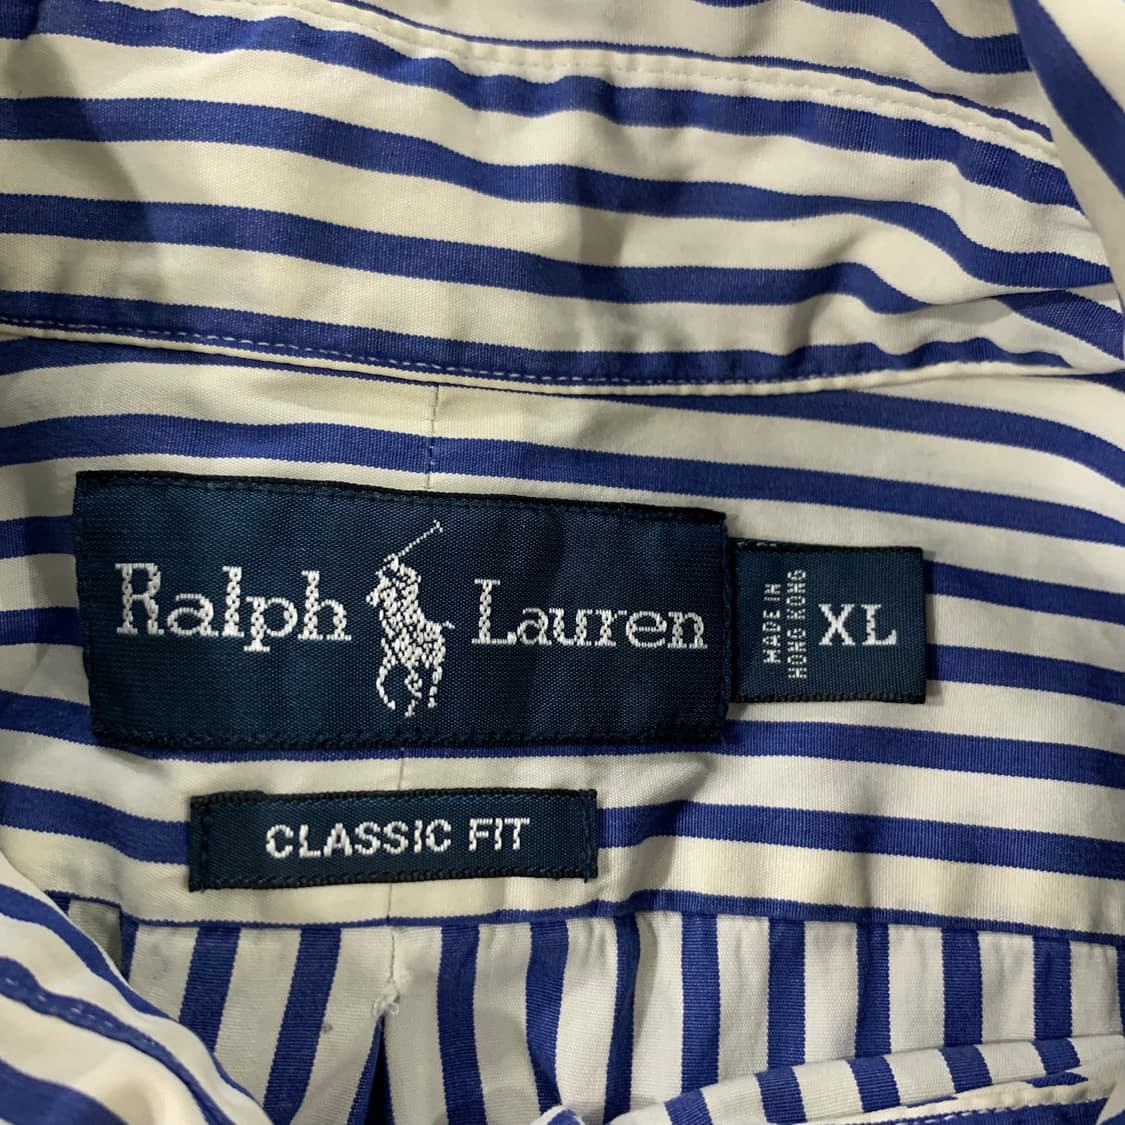 Ralph Lauren
MADE IN
HONG KONG
XL
CLASSIC FIT